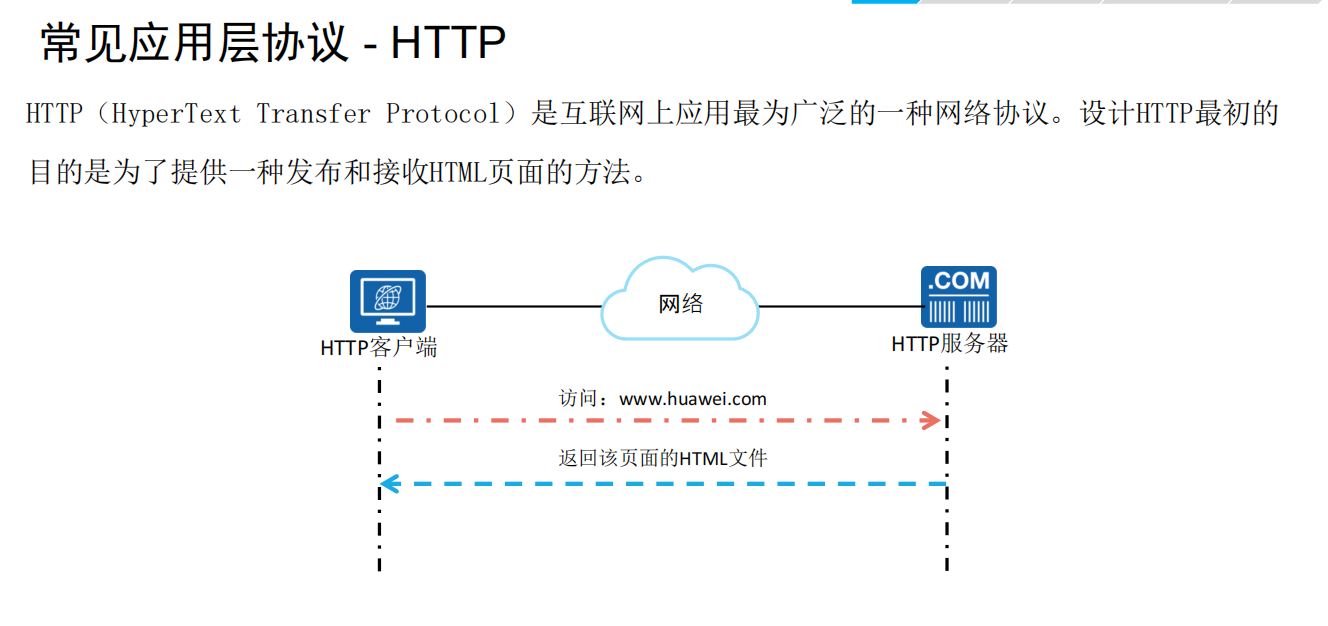 常见应用层协议 - HTTP
HTTP（HyperText Transfer Protocol）是互联网上应用最为广泛的一种网络协议。设计HTTP最初的
目的是为了提供一种发布和接收HTML页面的方法。
.COM
网络
HTTP客户端
HTTP服务器
访问：www.huawei.com
返回该页面的HTML文件